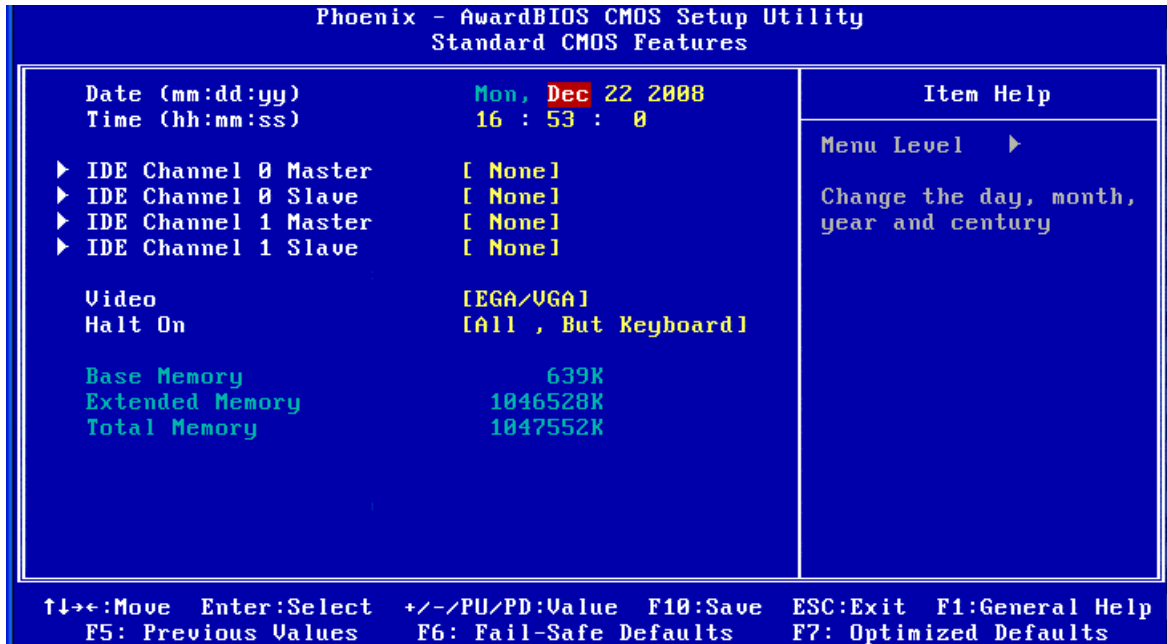 Phoenix - AwardBIOS CMOS Setup Utility
Standard CMOS Features
Date (mm:dd:yy) Mon, Dec 22 2008
Time (hh:mm:ss) 16 : 53 : 0
IDE Channel 0 Master [ None]
IDE Channel 0 Slave [ None]
IDE Channel 1 Master [ None]
IDE Channel 1 Slave [ None]
Video [EGA/VGA]
Halt On [All , But Keyboard]
Base Memory 639K
Extended Memory 1046528K
Total Memory 1047552K
Item Help
Menu Level ▶
Change the day, month,
year and century
↑↓→←:Move Enter:Select +/-/PU/PD:Value F10:Save ESC:Exit F1:General Help
F5: Previous Values F6: Fail-Safe Defaults F7: Optimized Defaults